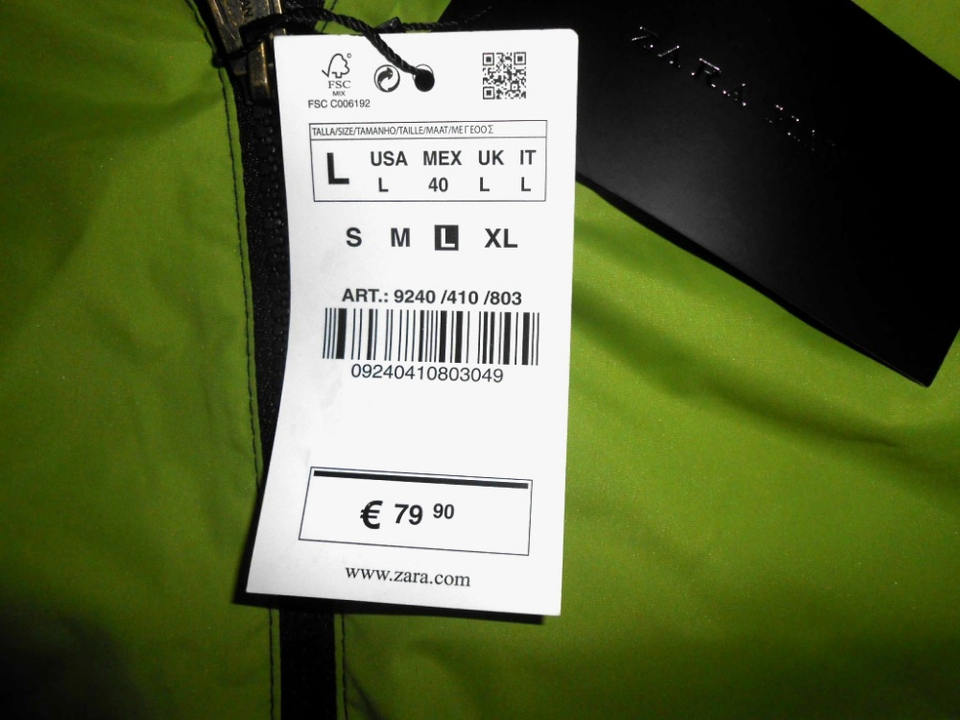 FSC
MIX
FSC C006192
TALLA/SIZE/TAMANHO/TAILLE/MAAT/ΜΕΓΕΘΟΣ
L USA MEX UK IT
L 40 L L
S M L XL
ART.: 9240 /410 /803
09240410803049
€ 79 90
www.zara.com
ZARA